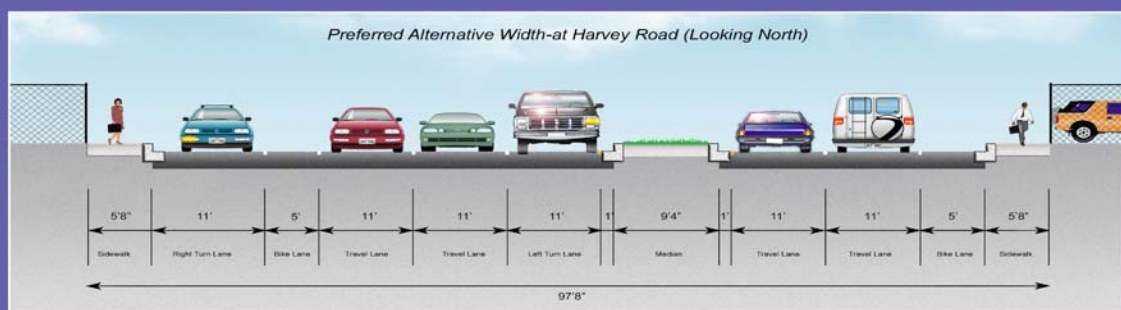 Preferred Alternative Width-at Harvey Road (Looking North)
5'8" 11' 5' 11' 11' 11' 1' 9'4" 1' 11' 11' 5' 5'8"
Sidewalk Right Turn Lane Bike Lane Travel Lane Travel Lane Left Turn Lane Median Travel Lane Travel Lane Bike Lane Sidewalk
97'8"